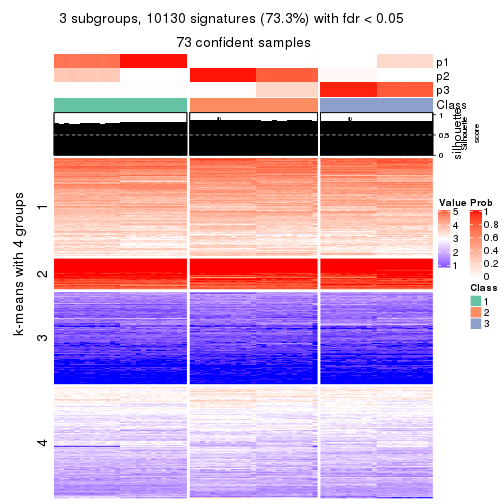 3 subgroups, 10130 signatures (73.3%) with fdr < 0.05
73 confident samples
p1
p2
p3
Class
silhouette
Silhouette
score
1
0.5
0
k-means with 4 groups
1
2
3
4
Value
5
4
3
2
1
Prob
1
0.8
0.6
0.4
0.2
0
Class
1
2
3